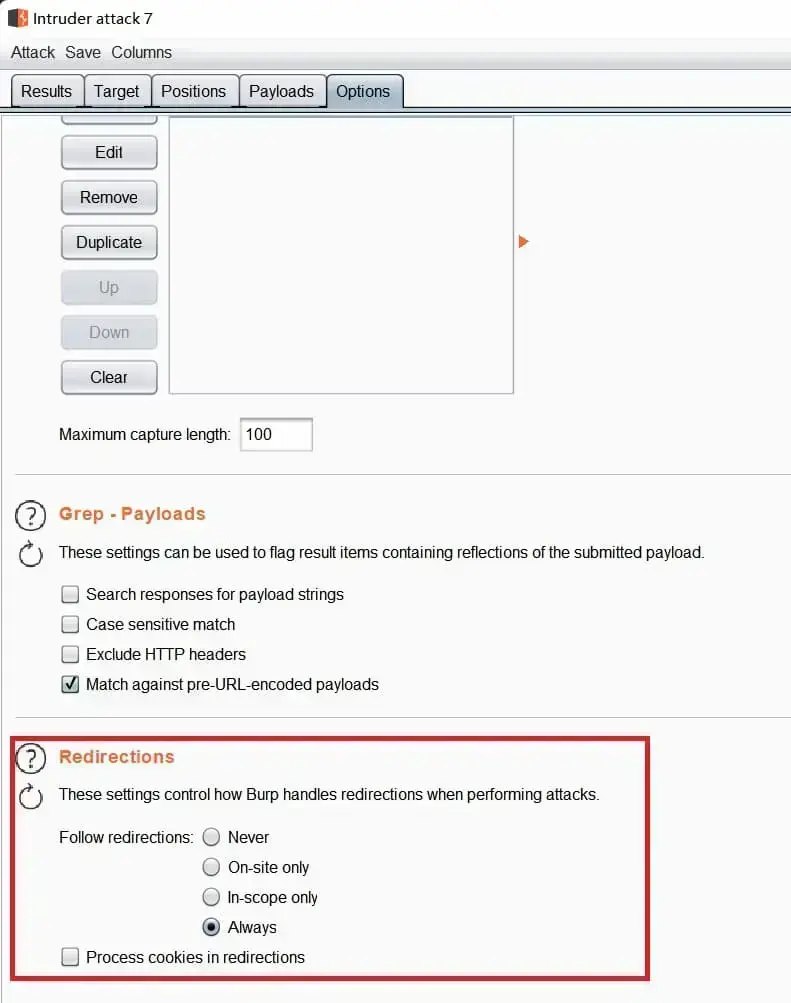 Intruder attack 7
Attack Save Columns
Results Target Positions Payloads Options
Edit
Remove
Duplicate
Up
Down
Clear
Maximum capture length: 100
Grep - Payloads
These settings can be used to flag result items containing reflections of the submitted payload.
Search responses for payload strings
Case sensitive match
Exclude HTTP headers
Match against pre-URL-encoded payloads
Redirections
These settings control how Burp handles redirections when performing attacks.
Follow redirections: Never
On-site only
In-scope only
Always
Process cookies in redirections